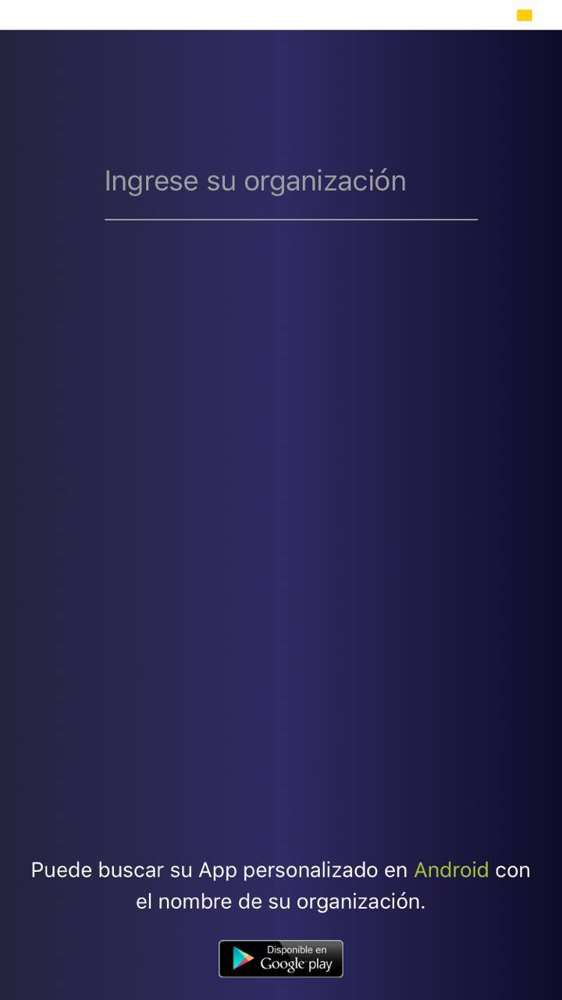 Ingrese su organización
Puede buscar su App personalizado en Android con
el nombre de su organización.
Disponible en
Google play